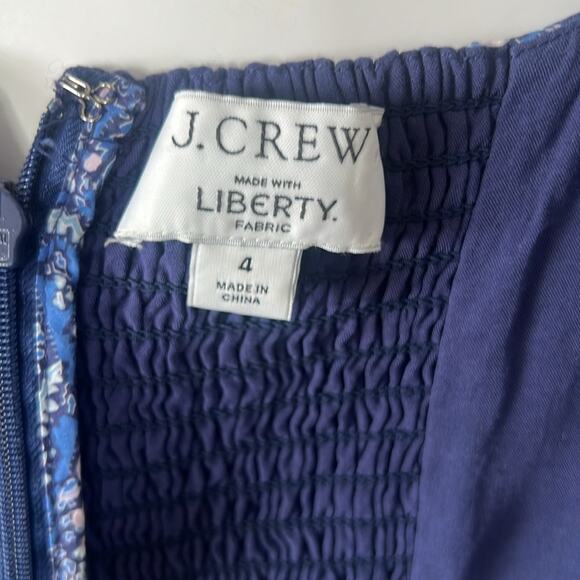 J.CREW
MADE WITH
LIBERTY.
FABRIC
4
MADE IN
CHINA